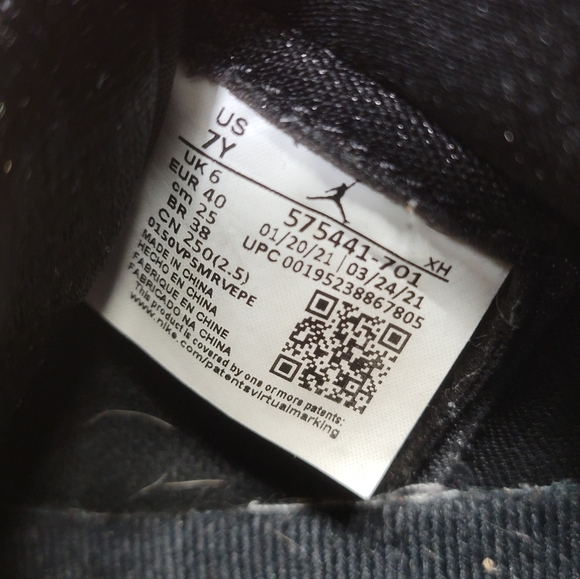 US
7Y
UK 6
EUR 40
cm 25
BR 38
CN 250(2.5)
0150VP5MRVEPE
MADE IN CHINA
HECHO EN CHINA
FABRIQUE EN CHINE
FABRICADO NA CHINA
This product is covered by one or more patents:
www.nike.com/patentsvirtualmarking
575441-701 XH
01/20/21 | 03/24/21
UPC 00195238867805